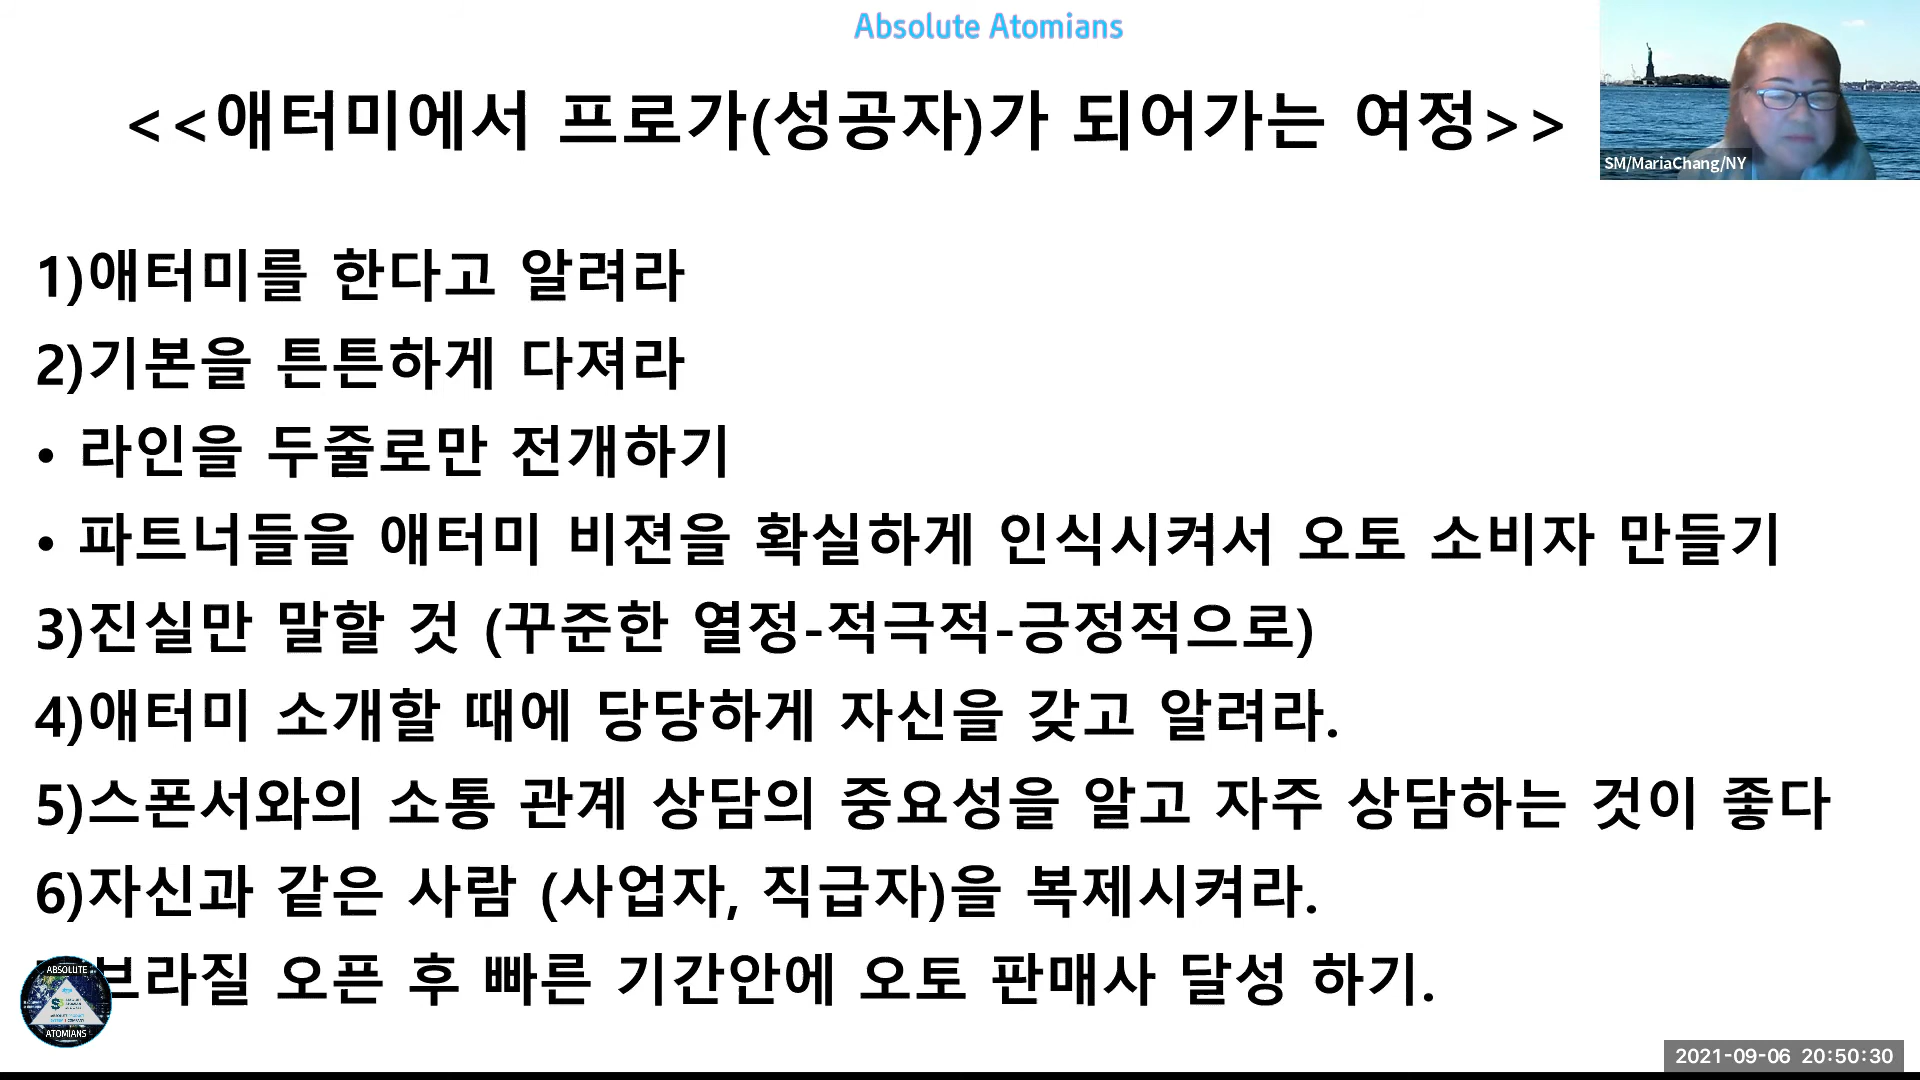 Absolute Atomians
<<애터미에서 프로가(성공자)가 되어가는 여정>>
SM/MariaChang/NY
1)애터미를 한다고 알려라
2)기본을 튼튼하게 다져라
• 라인을 두줄로만 전개하기
• 파트너들을 애터미 비젼을 확실하게 인식시켜서 오토 소비자 만들기
3)진실만 말할 것 (꾸준한 열정-적극적-긍정적으로)
4)애터미 소개할 때에 당당하게 자신을 갖고 알려라.
5)스폰서와의 소통 관계 상담의 중요성을 알고 자주 상담하는 것이 좋다
6)자신과 같은 사람 (사업자, 직급자)을 복제시켜라.
브라질 오픈 후 빠른 기간안에 오토 판매사 달성 하기.
ABSOLUTE
ATOMIANS
2021-09-06 20:50:30